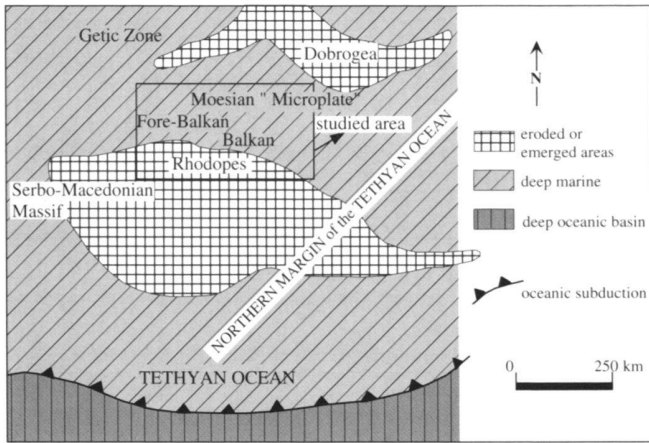 Getic Zone
Dobrogea
Moesian " Microplate"
Fore-Balkan
studied area
Balkan
Rhodopes
Serbo-Macedonian
Massif
NORTHERN MARGIN of the TETHYAN OCEAN
TETHYAN OCEAN
N
eroded or
emerged areas
deep marine
deep oceanic basin
oceanic subduction
0 250 km